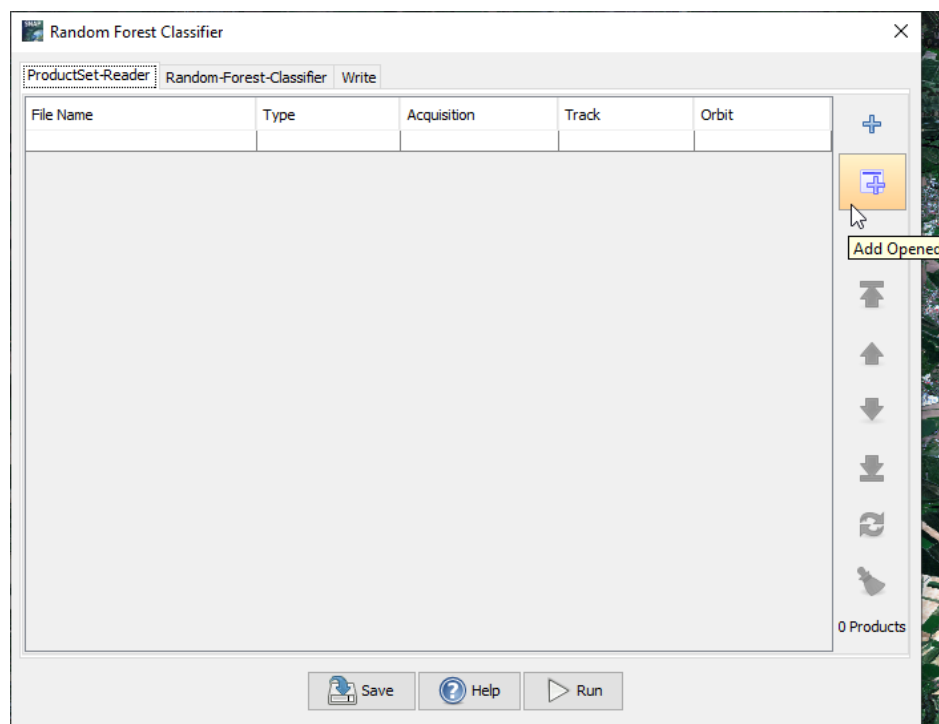 SNAP
Random Forest Classifier
ProductSet-Reader Random-Forest-Classifier Write
File Name Type Acquisition Track Orbit
Add Opened
0 Products
Save Help Run